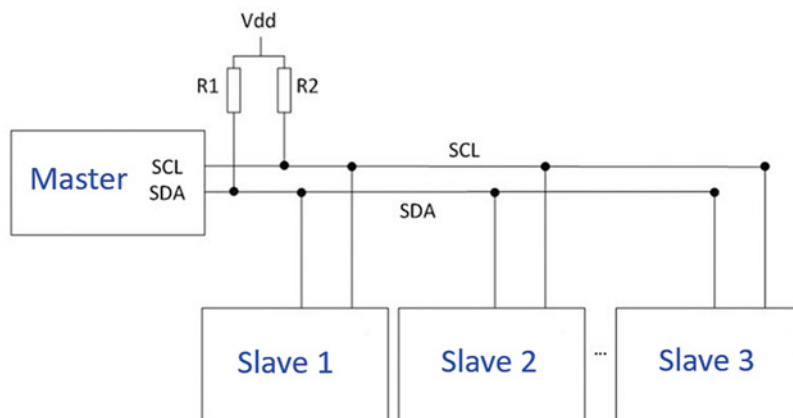 Vdd
R1
R2
SCL
SCL
Master
SDA
SDA
Slave 1
Slave 2
...
Slave 3